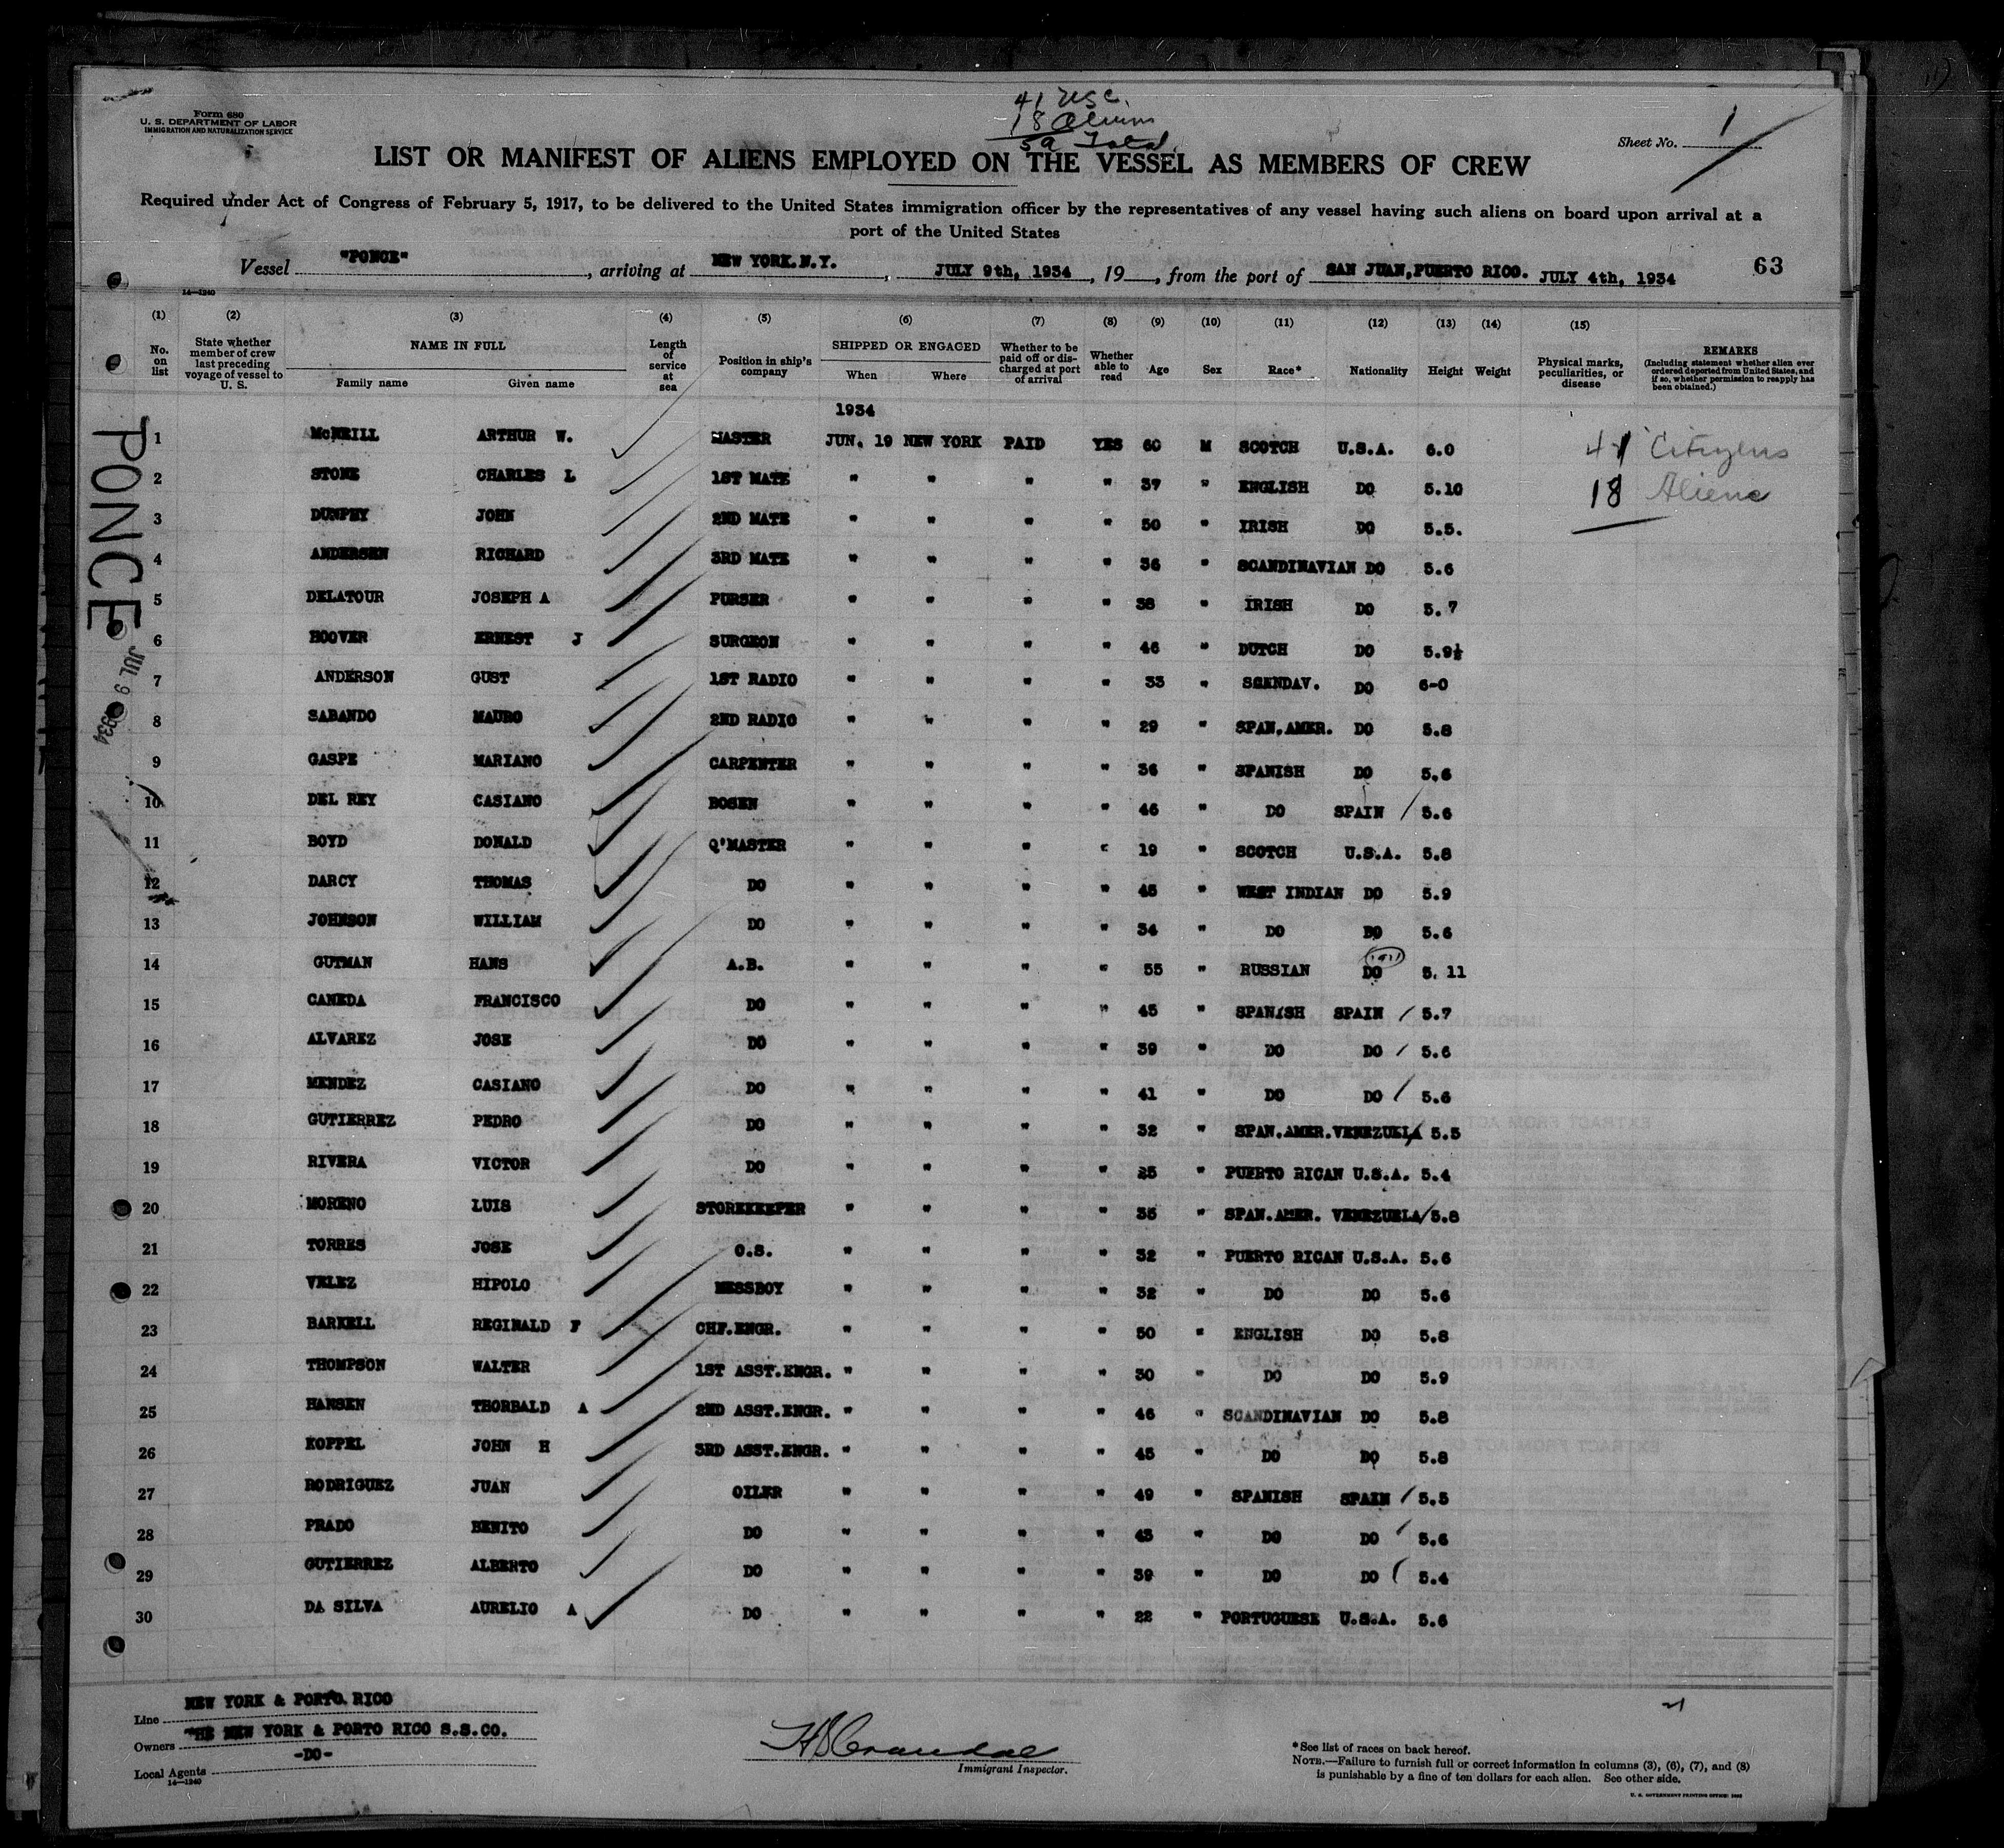 41 USC.
18 Aliens
59 Total
Form 680
U. S. DEPARTMENT OF LABOR
IMMIGRATION AND NATURALIZATION SERVICE
Sheet No. 1
LIST OR MANIFEST OF ALIENS EMPLOYED ON THE VESSEL AS MEMBERS OF CREW
Required under Act of Congress of February 5, 1917, to be delivered to the United States immigration officer by the representatives of any vessel having such aliens on board upon arrival at a
port of the United States
Vessel "PONCE", arriving at NEW YORK.N.Y., JULY 9th, 1934, 19, from the port of SAN JUAN,PUERTO RICO. JULY 4th, 1934 63
14—1240
(1) (2) (3) (4) (5) (6) (7) (8) (9) (10) (11) (12) (13) (14) (15)
No. on list State whether member of crew last preceding voyage of vessel to U. S. NAME IN FULL Family name Given name Length of service at sea Position in ship's company SHIPPED OR ENGAGED When Where Whether to be paid off or discharged at port of arrival Whether able to read Age Sex Race* Nationality Height Weight Physical marks, peculiarities, or disease REMARKS (Including statement whether alien ever ordered deported from United States, and if so, whether permission to reapply has been obtained.)
1934
1 McNEILL ARTHUR W. MASTER JUN. 19 NEW YORK PAID YES 60 M SCOTCH U.S.A. 6.0 41 Citizens
2 STONE CHARLES L 1ST MATE " " " " 37 " ENGLISH DO 5.10 18 Aliens
3 DUNPHY JOHN 2ND MATE " " " " 50 " IRISH DO 5.5.
4 ANDERSEN RICHARD 3RD MATE " " " " 36 " SCANDINAVIAN DO 5.6
5 DELATOUR JOSEPH A PURSER " " " " 38 " IRISH DO 5.7
6 HOOVER ERNEST J SURGEON " " " " 46 " DUTCH DO 5.9½
7 ANDERSON GUST 1ST RADIO " " " " 33 " SCENDAV. DO 6-0
8 SABANDO MAURO 2ND RADIO " " " " 29 " SPAN.AMER. DO 5.8
9 GASPE MARIANO CARPENTER " " " " 36 " SPANISH DO 5.6
10 DEL REY CASIANO BOSEN " " " " 46 " DO SPAIN 5.6
11 BOYD DONALD Q'MASTER " " " " 19 " SCOTCH U.S.A. 5.8
12 DARCY THOMAS DO " " " " 45 " WEST INDIAN DO 5.9
13 JOHNSON WILLIAM DO " " " " 34 " DO DO 5.6
14 GUTMAN HANS A.B. " " " " 55 " RUSSIAN DO 5. 11
15 CANEDA FRANCISCO DO " " " " 45 " SPANISH SPAIN 5.7
16 ALVAREZ JOSE DO " " " " 39 " DO DO 5.6
17 MENDEZ CASIANO DO " " " " 41 " DO DO 5.6
18 GUTIERREZ PEDRO DO " " " " 32 " SPAN.AMER. VENEZUELA 5.5
19 RIVERA VICTOR DO " " " " 25 " PUERTO RICAN U.S.A. 5.4
20 MORENO LUIS STOREKEEPER " " " " 35 " SPAN.AMER. VENEZUELA 5.8
21 TORRES JOSE O.S. " " " " 32 " PUERTO RICAN U.S.A. 5.6
22 VELEZ HIPOLO MESSBOY " " " " 32 " DO DO 5.6
23 BARKELL REGINALD F CHF.ENGR. " " " " 50 " ENGLISH DO 5.8
24 THOMPSON WALTER 1ST ASST.ENGR. " " " " 30 " DO DO 5.9
25 HANSEN THORBALD A 2ND ASST.ENGR. " " " " 46 " SCANDINAVIAN DO 5.8
26 KOPPEL JOHN H 3RD ASST.ENGR. " " " " 45 " DO DO 5.8
27 RODRIGUEZ JUAN OILER " " " " 49 " SPANISH SPAIN 5.5
28 PRADO BENITO DO " " " " 43 " DO DO 5.6
29 GUTIERREZ ALBERTO DO " " " " 39 " DO DO 5.4
30 DA SILVA AURELIO A DO " " " " 22 " PORTUGUESE U.S.A. 5.6
PONCE
JUL 9 1934
Line NEW YORK & PORTO RICO
Owners THE NEW YORK & PORTO RICO S.S.CO.
Local Agents -DO-
14—1240
Immigrant Inspector.
*See list of races on back hereof.
NOTE.—Failure to furnish full or correct information in columns (3), (6), (7), and (8)
is punishable by a fine of ten dollars for each alien. See other side.